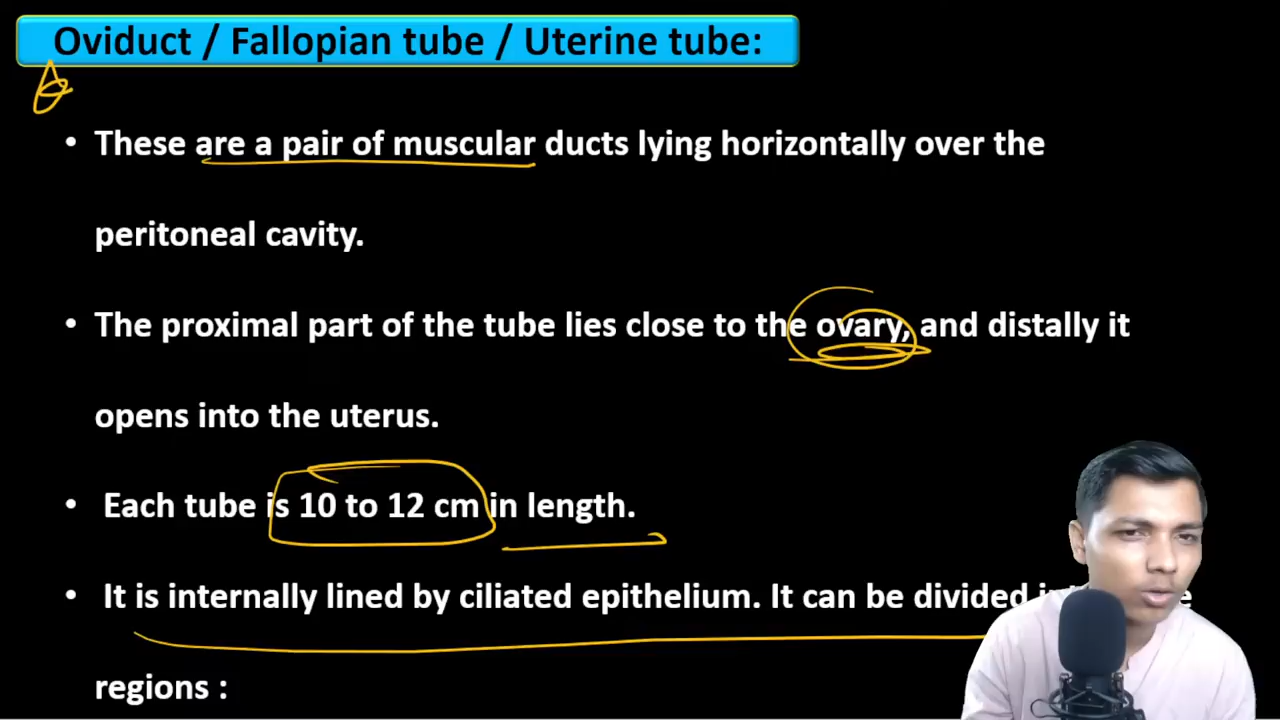 Oviduct / Fallopian tube / Uterine tube:
• These are a pair of muscular ducts lying horizontally over the
peritoneal cavity.
• The proximal part of the tube lies close to the ovary, and distally it
opens into the uterus.
• Each tube is 10 to 12 cm in length.
• It is internally lined by ciliated epithelium. It can be divided
regions :